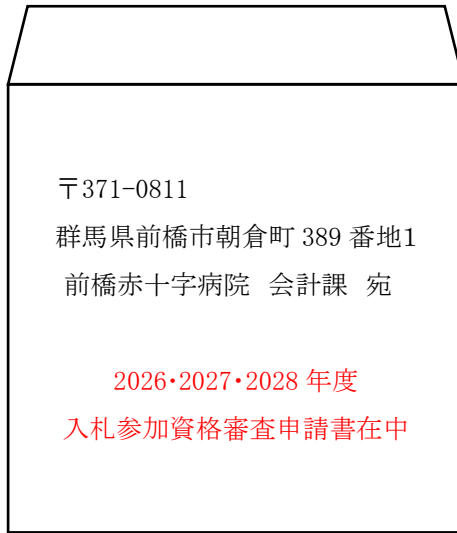 〒371-0811
群馬県前橋市朝倉町 389 番地1
前橋赤十字病院 会計課 宛
2026・2027・2028 年度
入札参加資格審査申請書在中